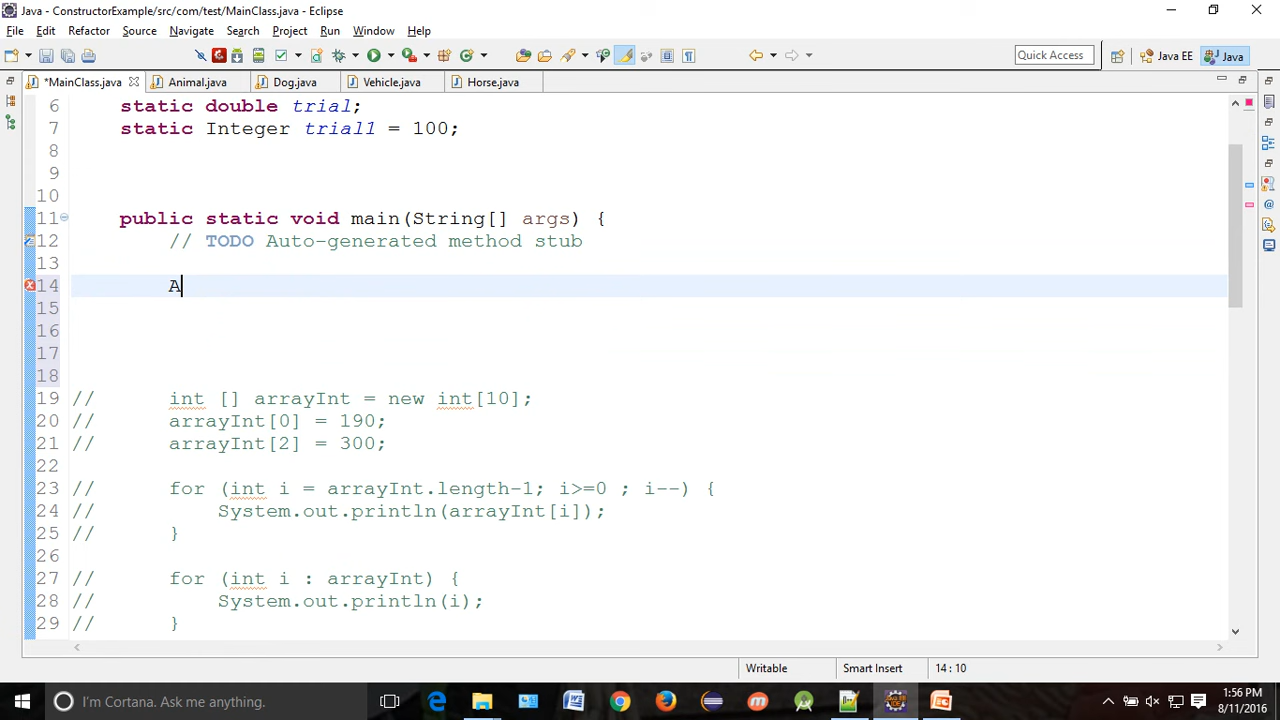 Java - ConstructorExample/src/com/test/MainClass.java - Eclipse
File Edit Refactor Source Navigate Search Project Run Window Help
Quick Access Java EE Java
*MainClass.java Animal.java Dog.java Vehicle.java Horse.java
6 static double trial;
7 static Integer trial1 = 100;
8
9
10
11 public static void main(String[] args) {
12 // TODO Auto-generated method stub
13
14 A
15
16
17
18
19 // int [] arrayInt = new int[10];
20 // arrayInt[0] = 190;
21 // arrayInt[2] = 300;
22
23 // for (int i = arrayInt.length-1; i>=0 ; i--) {
24 // System.out.println(arrayInt[i]);
25 // }
26
27 // for (int i : arrayInt) {
28 // System.out.println(i);
29 // }
Writable Smart Insert 14 : 10
I'm Cortana. Ask me anything.
1:56 PM
8/11/2016